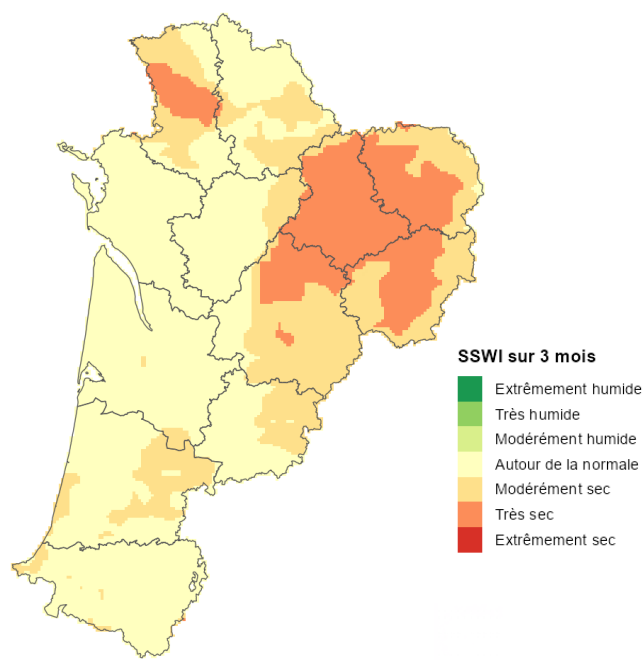 SSWI sur 3 mois
Extrêmement humide
Très humide
Modérément humide
Autour de la normale
Modérément sec
Très sec
Extrêmement sec